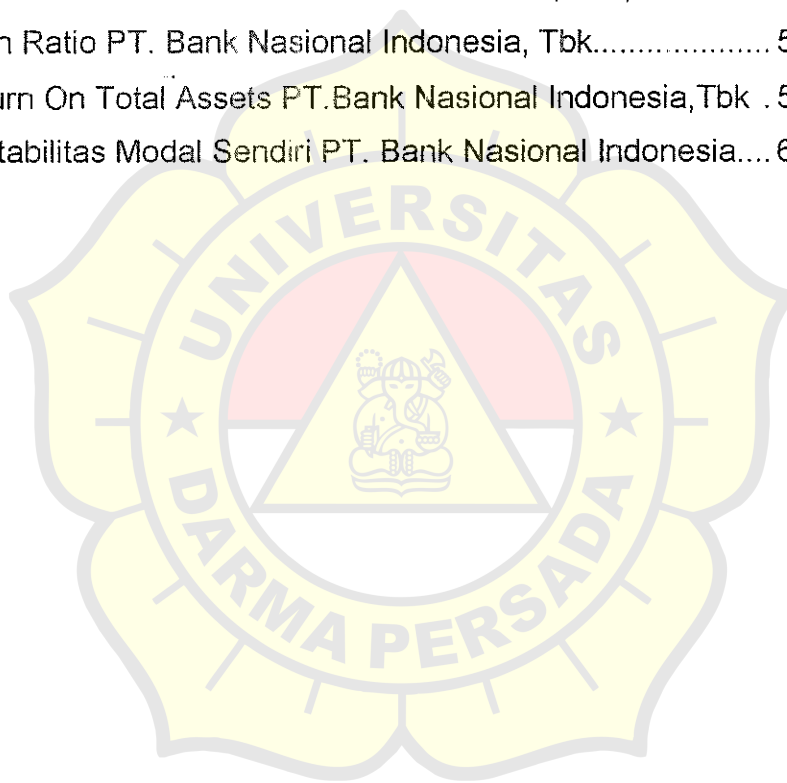 n Ratio PT. Bank Nasional Indonesia, Tbk.................... 5
urn On Total Assets PT.Bank Nasional Indonesia,Tbk . 5
tabilitas Modal Sendiri PT. Bank Nasional Indonesia.... 6
UNIVERSITAS
DARMA PERSADA